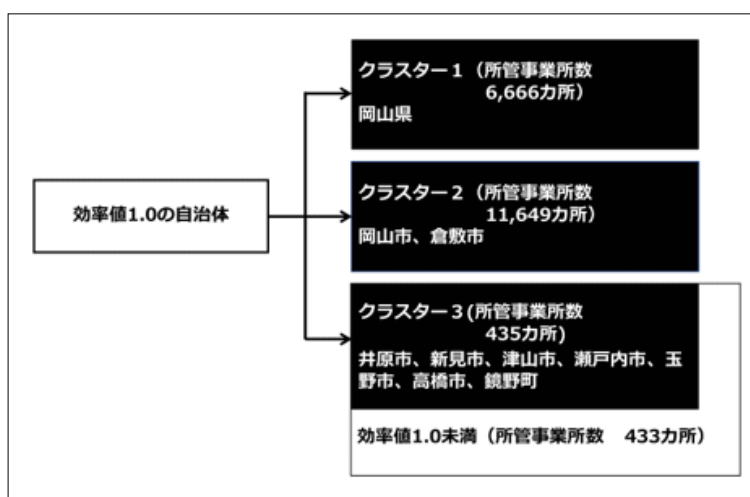 効率値1.0の自治体
クラスター１（所管事業所数
6,666カ所）
岡山県
クラスター２（所管事業所数
11,649カ所）
岡山市、倉敷市
クラスター３(所管事業所数
435カ所)
井原市、新見市、津山市、瀬戸内市、玉
野市、高橋市、鏡野町
効率値1.0未満（所管事業所数　433カ所）